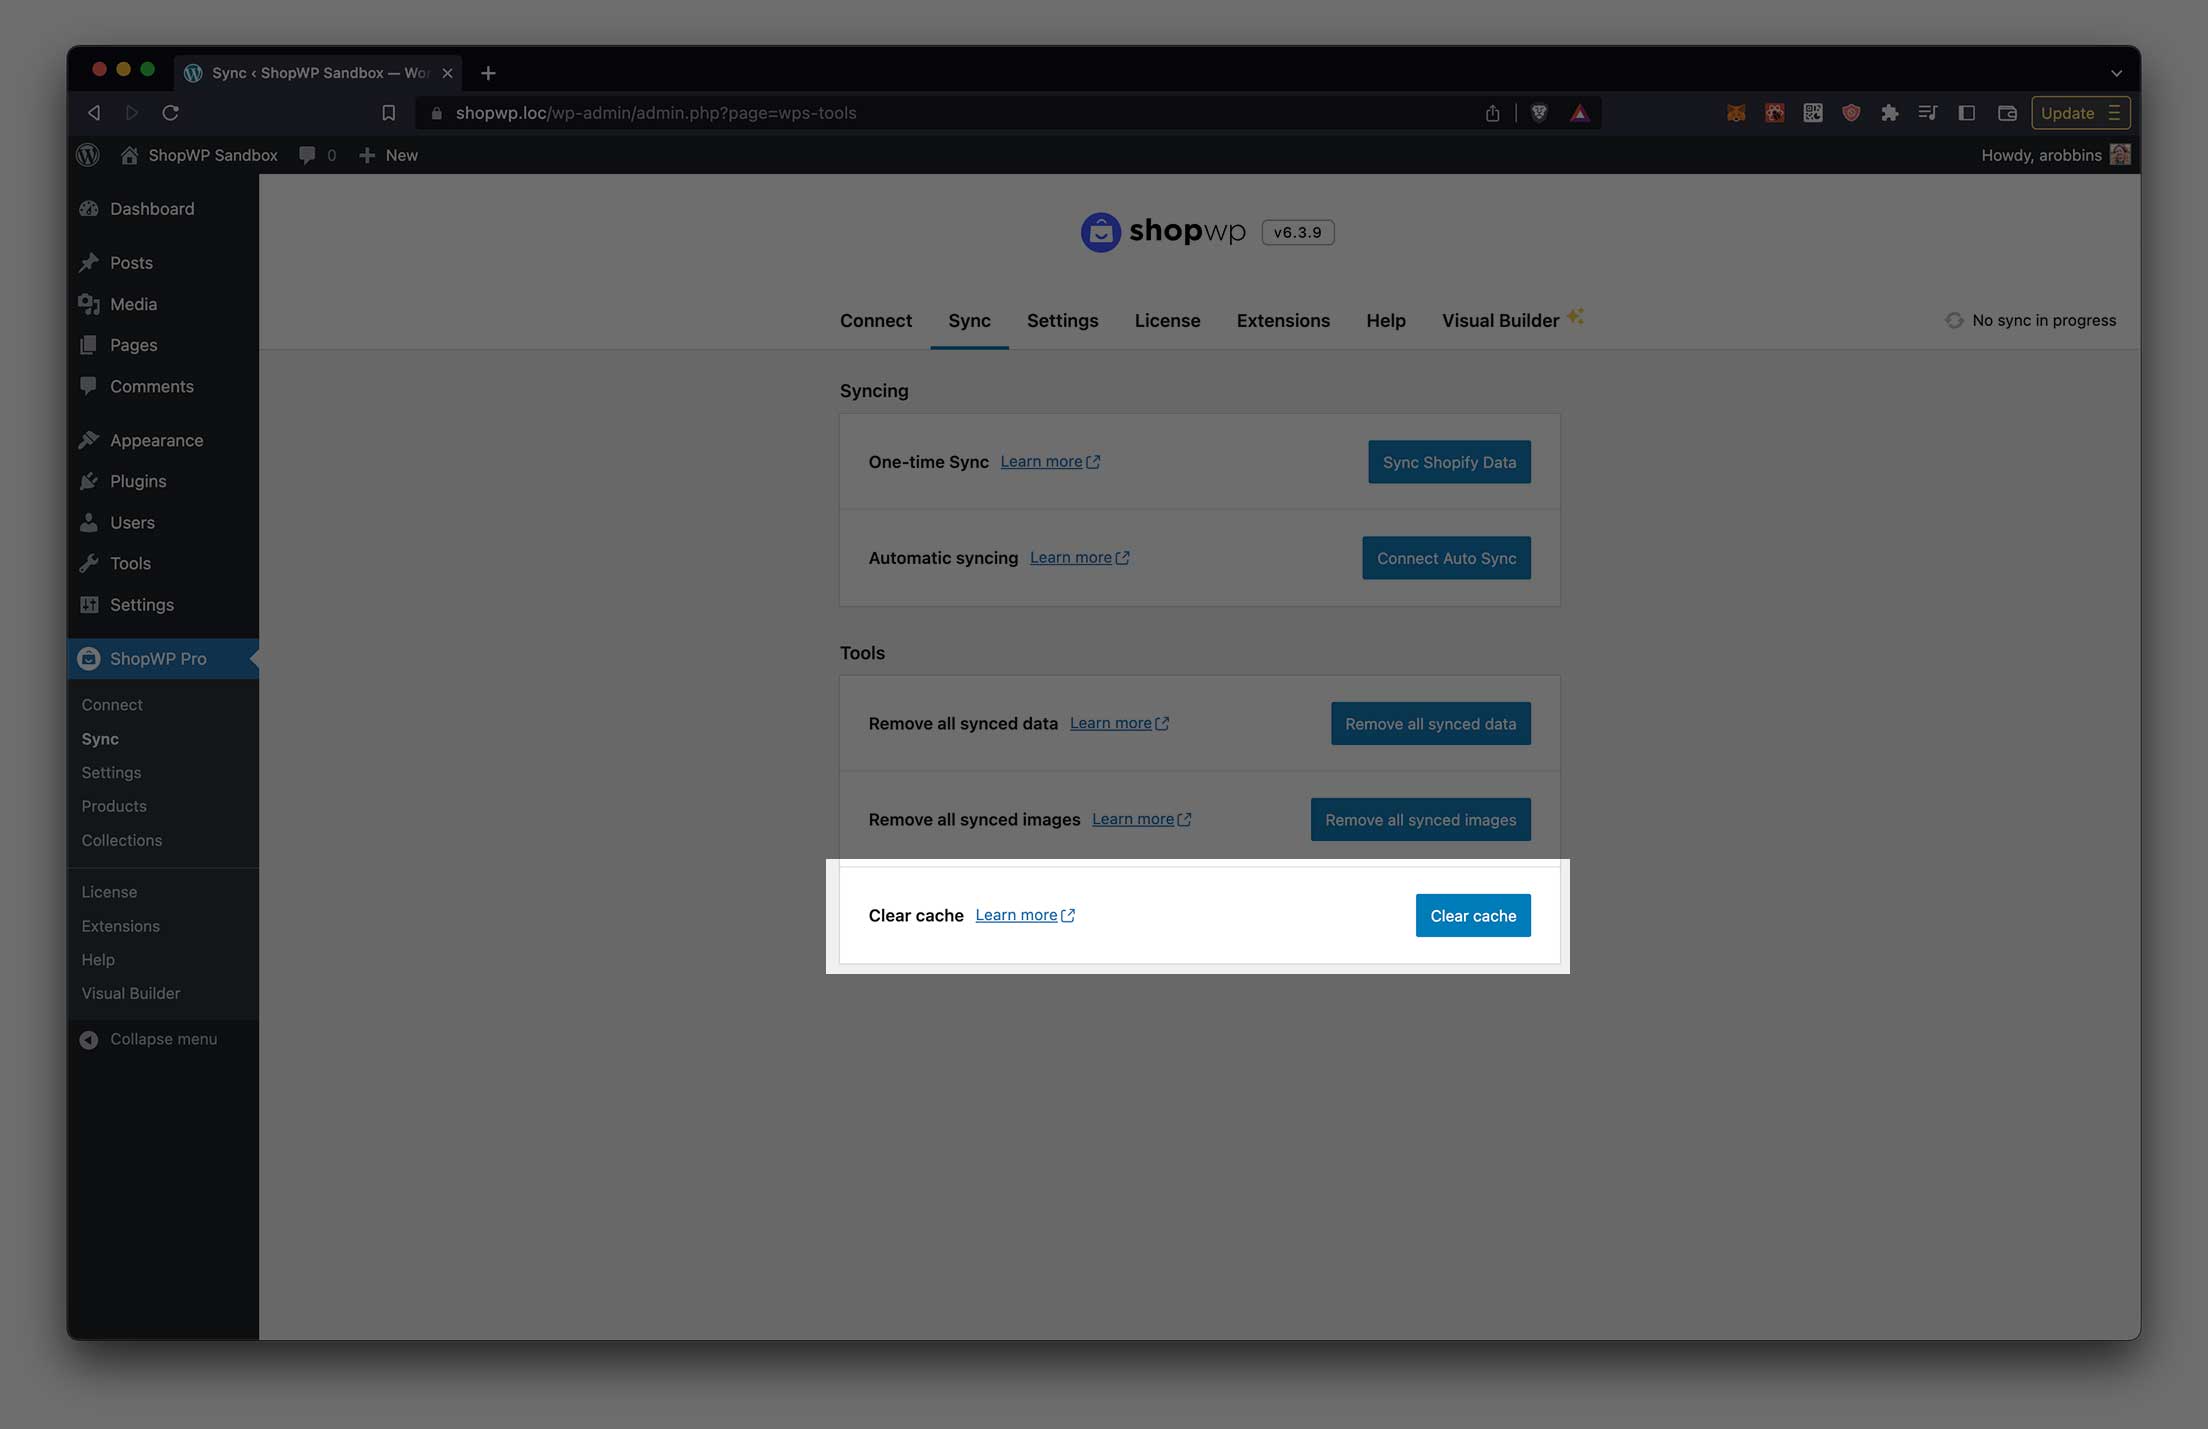 Sync ‹ ShopWP Sandbox — Wor
shopwp.loc/wp-admin/admin.php?page=wps-tools
Update
ShopWP Sandbox 0 New
Howdy, arobbins
Dashboard
Posts
Media
Pages
Comments
Appearance
Plugins
Users
Tools
Settings
ShopWP Pro
Connect
Sync
Settings
Products
Collections
License
Extensions
Help
Visual Builder
Collapse menu
shopwp v6.3.9
Connect Sync Settings License Extensions Help Visual Builder
No sync in progress
Syncing
One-time Sync Learn more Sync Shopify Data
Automatic syncing Learn more Connect Auto Sync
Tools
Remove all synced data Learn more Remove all synced data
Remove all synced images Learn more Remove all synced images
Clear cache Learn more Clear cache